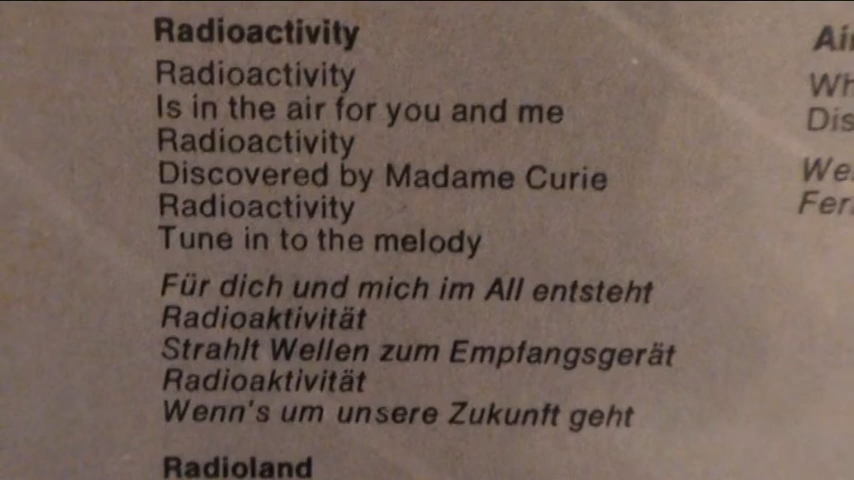 Radioactivity
Radioactivity
Is in the air for you and me
Radioactivity
Discovered by Madame Curie
Radioactivity
Tune in to the melody
Für dich und mich im All entsteht
Radioaktivität
Strahlt Wellen zum Empfangsgerät
Radioaktivität
Wenn's um unsere Zukunft geht
Radioland